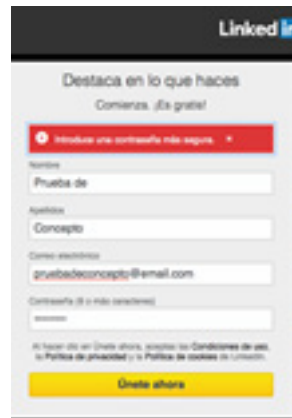 Linked in
Destaca en lo que haces
Comienza. ¡Es gratis!
Introduce una contraseña más segura. ×
Nombre
Prueba de
Apellidos
Concepto
Correo electrónico
pruebadeconcepto@email.com
Contraseña (6 o más caracteres)
••••••••
Al hacer clic en Únete ahora, aceptas las Condiciones de uso,
la Política de privacidad y la Política de cookies de LinkedIn.
Únete ahora